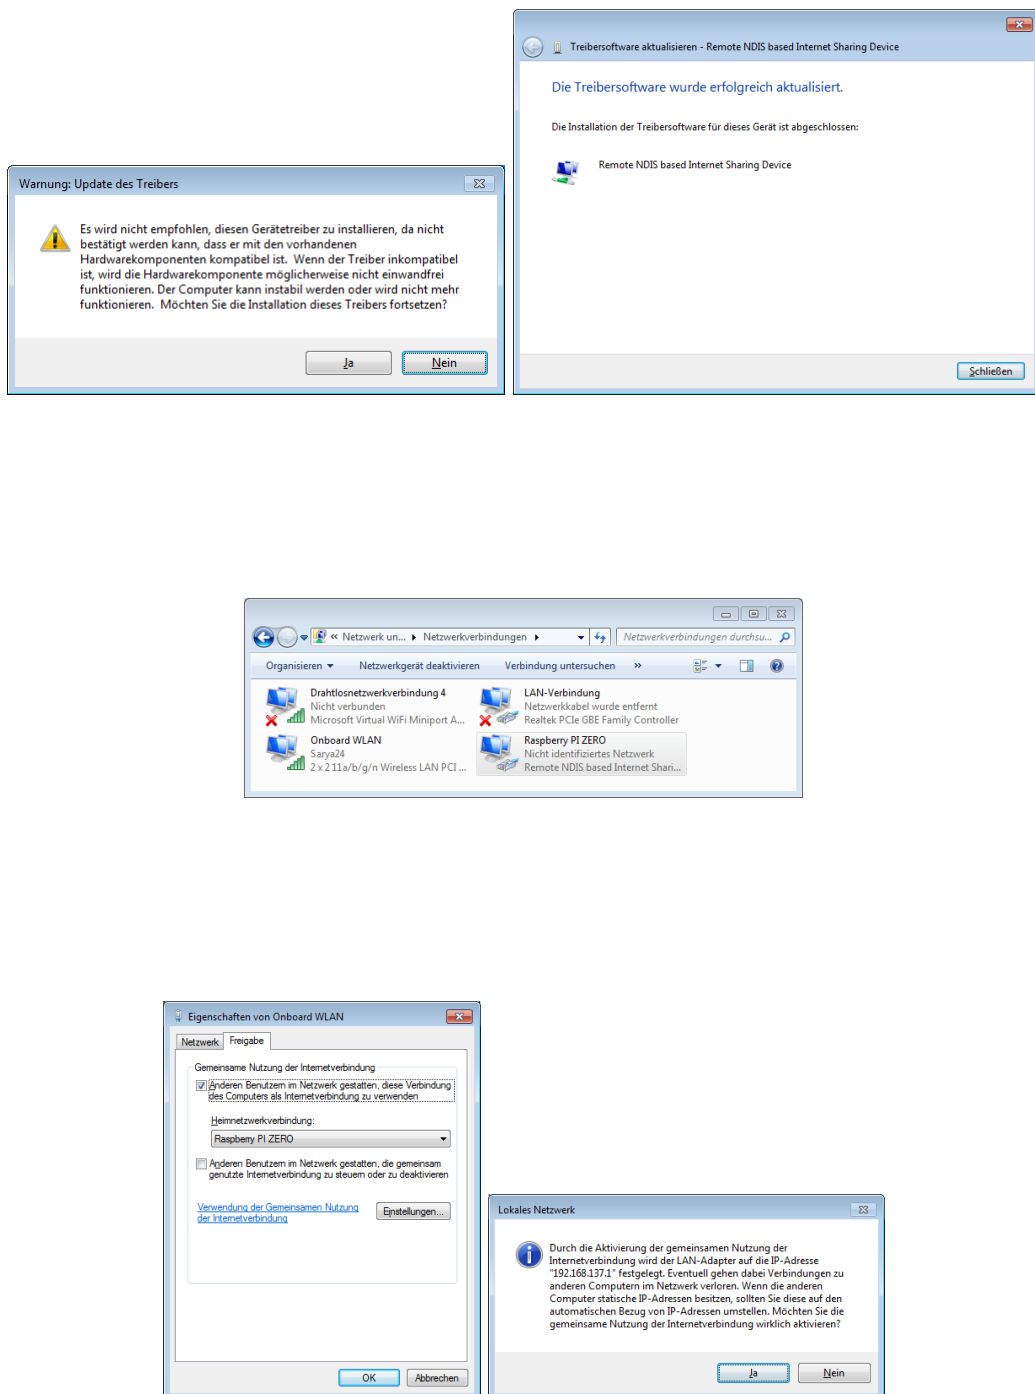 Warnung: Update des Treibers
Es wird nicht empfohlen, diesen Gerätetreiber zu installieren, da nicht
bestätigt werden kann, dass er mit den vorhandenen
Hardwarekomponenten kompatibel ist.  Wenn der Treiber inkompatibel
ist, wird die Hardwarekomponente möglicherweise nicht einwandfrei
funktionieren. Der Computer kann instabil werden oder wird nicht mehr
funktionieren.  Möchten Sie die Installation dieses Treibers fortsetzen?
Ja
Nein
Treibersoftware aktualisieren - Remote NDIS based Internet Sharing Device
Die Treibersoftware wurde erfolgreich aktualisiert.
Die Installation der Treibersoftware für dieses Gerät ist abgeschlossen:
Remote NDIS based Internet Sharing Device
Schließen
« Netzwerk un... Netzwerkverbindungen
Netzwerkverbindungen durchsu...
Organisieren Netzwerkgerät deaktivieren Verbindung untersuchen »
Drahtlosnetzwerkverbindung 4
Nicht verbunden
Microsoft Virtual WiFi Miniport A...
LAN-Verbindung
Netzwerkkabel wurde entfernt
Realtek PCIe GBE Family Controller
Onboard WLAN
Sarya24
2 x 2 11a/b/g/n Wireless LAN PCI ...
Raspberry PI ZERO
Nicht identifiziertes Netzwerk
Remote NDIS based Internet Shari...
Eigenschaften von Onboard WLAN
Netzwerk Freigabe
Gemeinsame Nutzung der Internetverbindung
Anderen Benutzern im Netzwerk gestatten, diese Verbindung
des Computers als Internetverbindung zu verwenden
Heimnetzwerkverbindung:
Raspberry PI ZERO
Anderen Benutzern im Netzwerk gestatten, die gemeinsam
genutzte Internetverbindung zu steuern oder zu deaktivieren
Verwendung der Gemeinsamen Nutzung
der Internetverbindung
Einstellungen...
OK
Abbrechen
Lokales Netzwerk
Durch die Aktivierung der gemeinsamen Nutzung der
Internetverbindung wird der LAN-Adapter auf die IP-Adresse
"192.168.137.1" festgelegt. Eventuell gehen dabei Verbindungen zu
anderen Computern im Netzwerk verloren. Wenn die anderen
Computer statische IP-Adressen besitzen, sollten Sie diese auf den
automatischen Bezug von IP-Adressen umstellen. Möchten Sie die
gemeinsame Nutzung der Internetverbindung wirklich aktivieren?
Ja
Nein